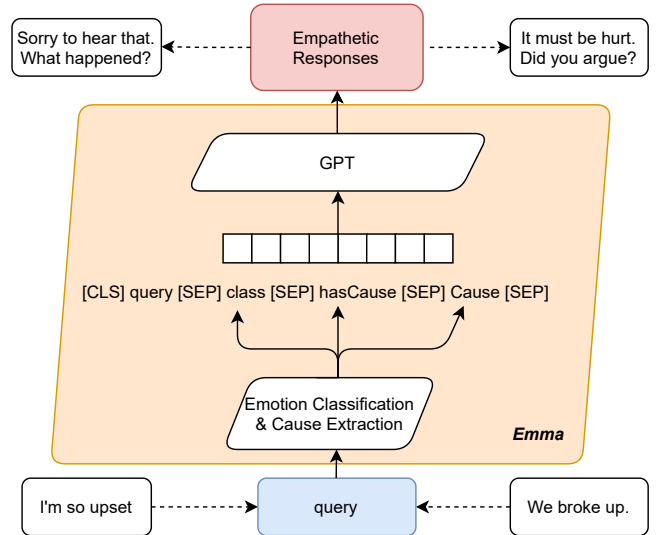 Sorry to hear that.
What happened?
Empathetic
Responses
It must be hurt.
Did you argue?
GPT
[CLS] query [SEP] class [SEP] hasCause [SEP] Cause [SEP]
Emotion Classification
& Cause Extraction
Emma
I'm so upset
query
We broke up.